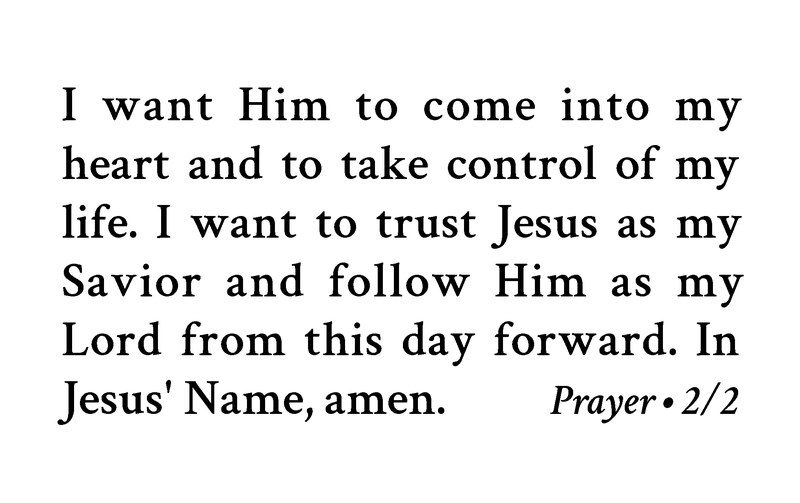 I want Him to come into my
heart and to take control of my
life. I want to trust Jesus as my
Savior and follow Him as my
Lord from this day forward. In
Jesus' Name, amen. Prayer • 2/2